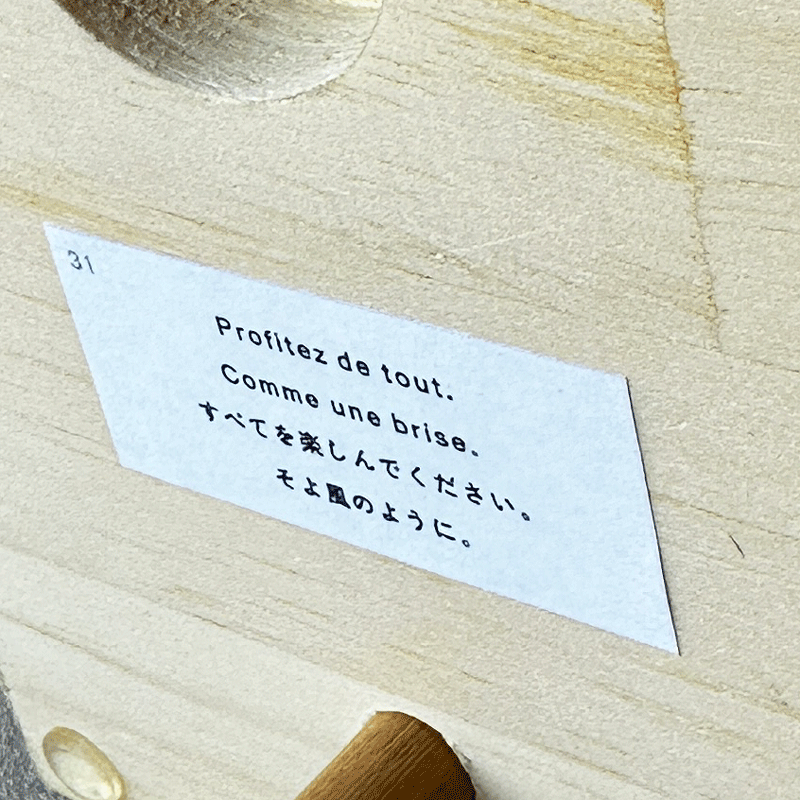 31
Profitez de tout.
Comme une brise.
すべてを楽しんでください。
そよ風のように。